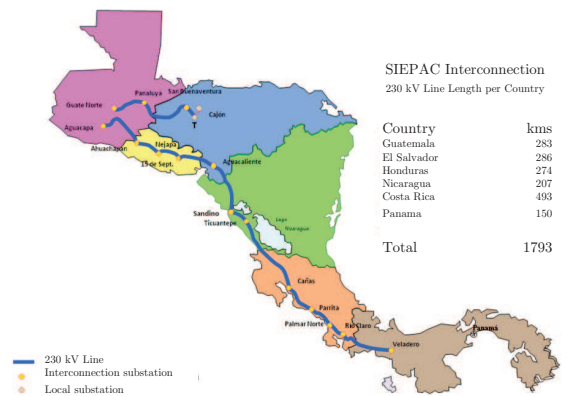 SIEPAC Interconnection
230 kV Line Length per Country
Country kms
Guatemala 283
El Salvador 286
Honduras 274
Nicaragua 207
Costa Rica 493
Panama 150
Total 1793
Panaluya
San Buenaventura
Guate Norte
Cajon
T
Aguacapa
Ahuachapán
Nejapa
15 de Sept.
Aguacaliente
Sandino
Ticuantepe
Lago
Nicaragua
Cañas
Parrita
Palmar Norte
Río Claro
Veladero
Panamá
230 kV Line
Interconnection substation
Local substation